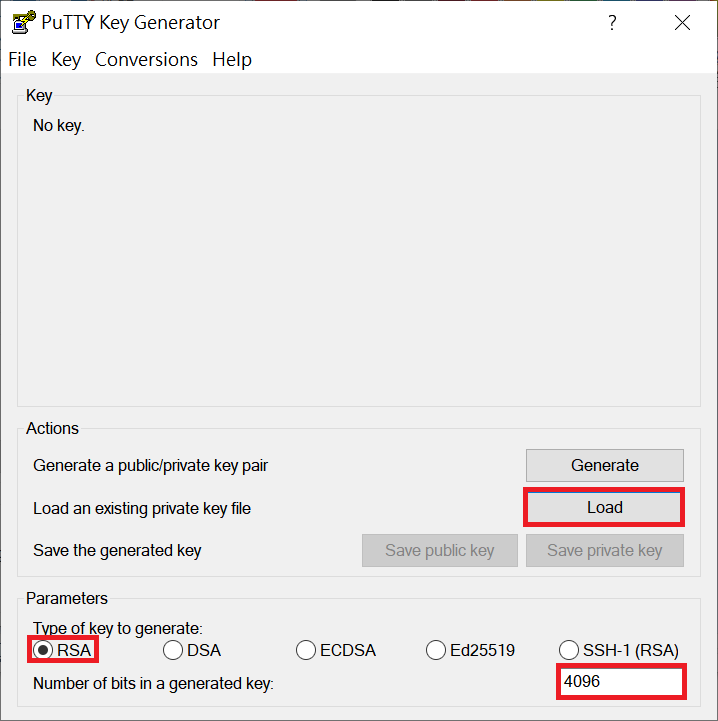 PuTTY Key Generator ?
File Key Conversions Help
Key
No key.
Actions
Generate a public/private key pair Generate
Load an existing private key file Load
Save the generated key Save public key Save private key
Parameters
Type of key to generate:
RSA DSA ECDSA Ed25519 SSH-1 (RSA)
Number of bits in a generated key: 4096